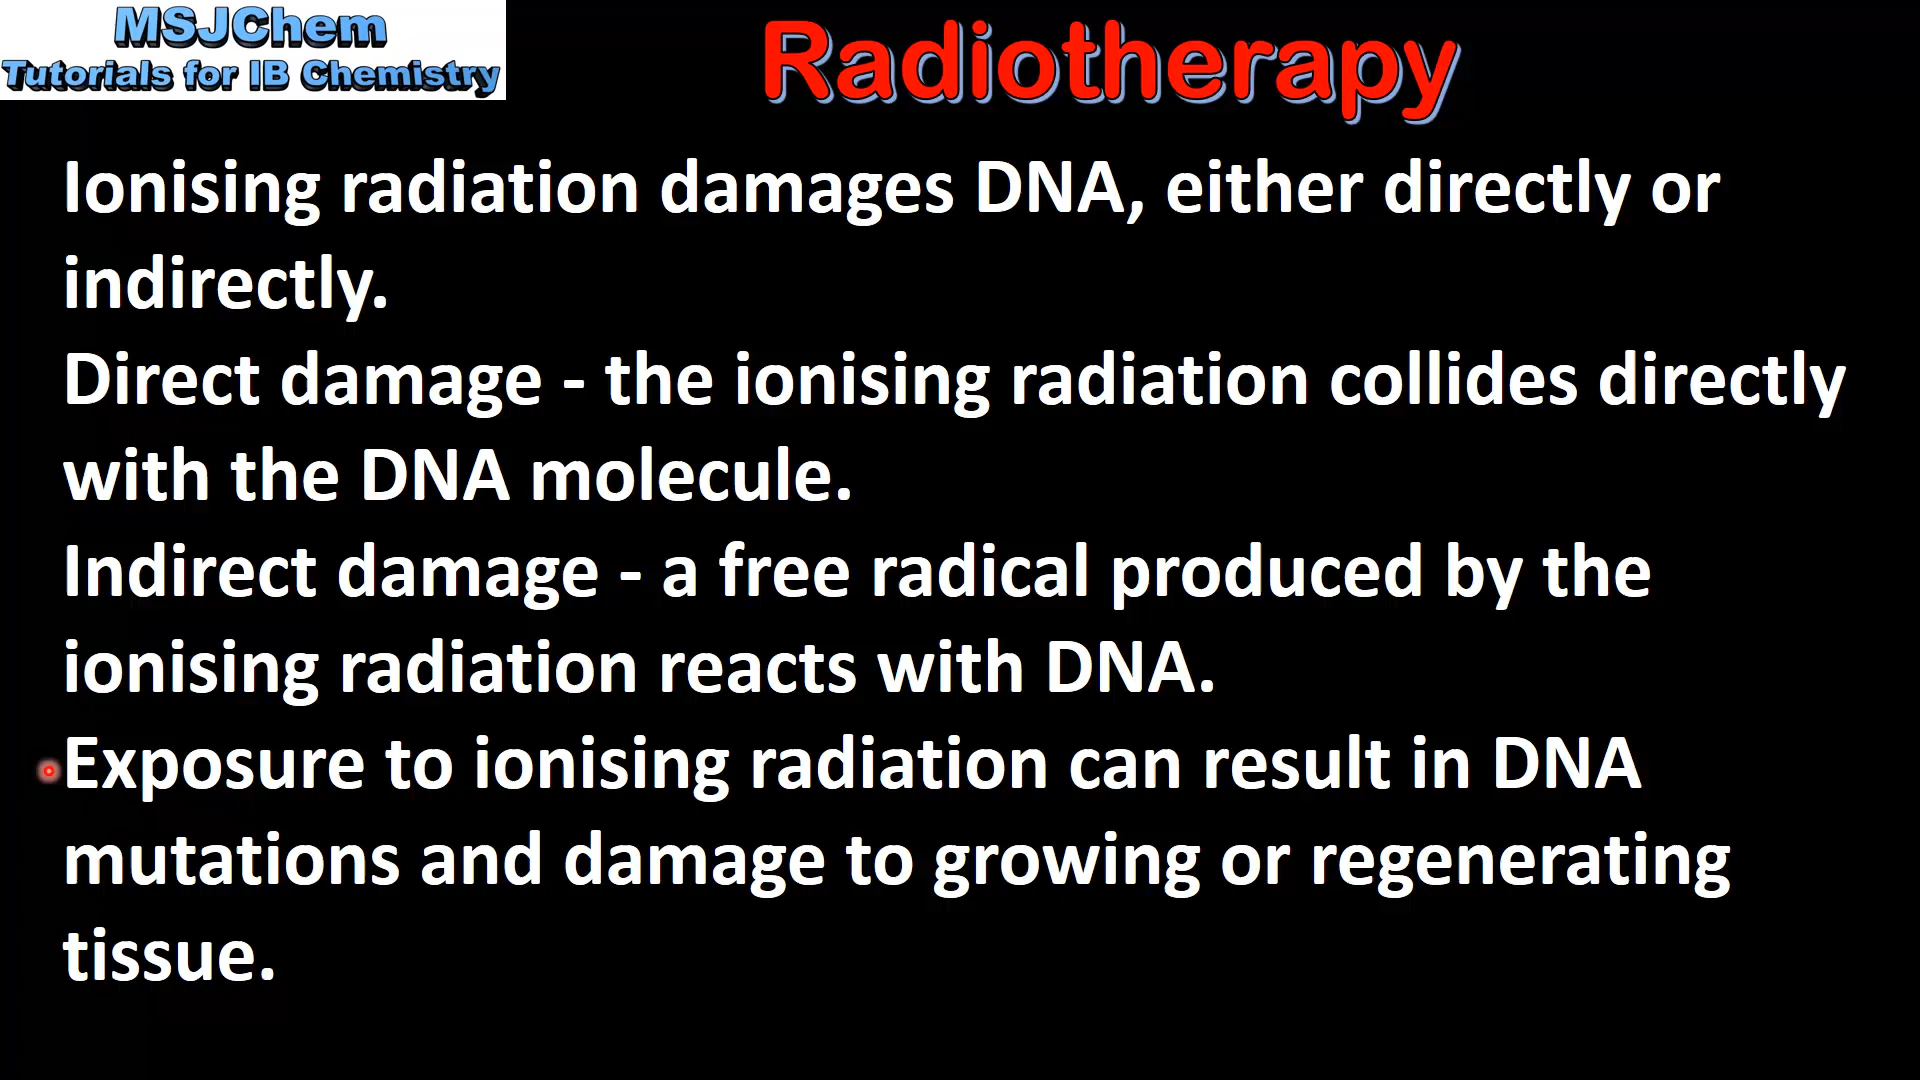 MSJChem
Tutorials for IB Chemistry
Radiotherapy
Ionising radiation damages DNA, either directly or
indirectly.
Direct damage - the ionising radiation collides directly
with the DNA molecule.
Indirect damage - a free radical produced by the
ionising radiation reacts with DNA.
Exposure to ionising radiation can result in DNA
mutations and damage to growing or regenerating
tissue.